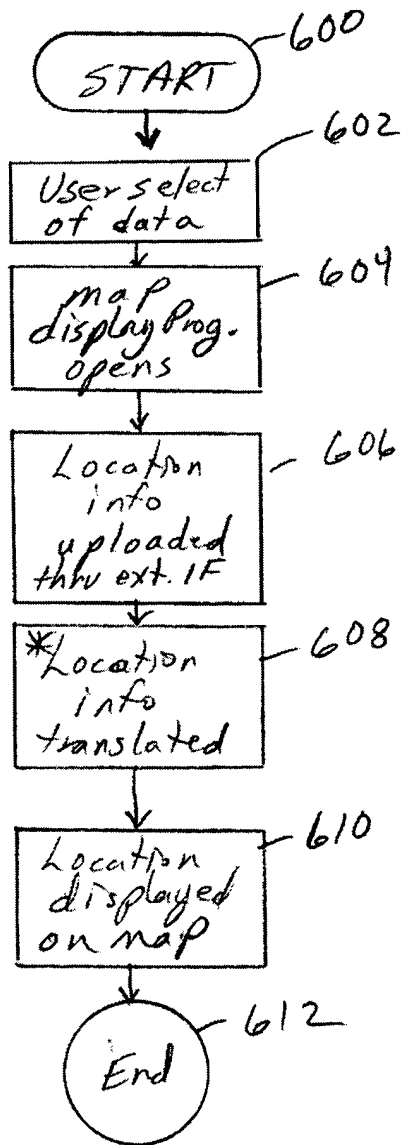 600
START
602
User select
of data
604
map
display Prog.
opens
606
Location
info
uploaded
thru ext. IF
608
*Location
info
translated
610
Location
displayed
on map
612
End